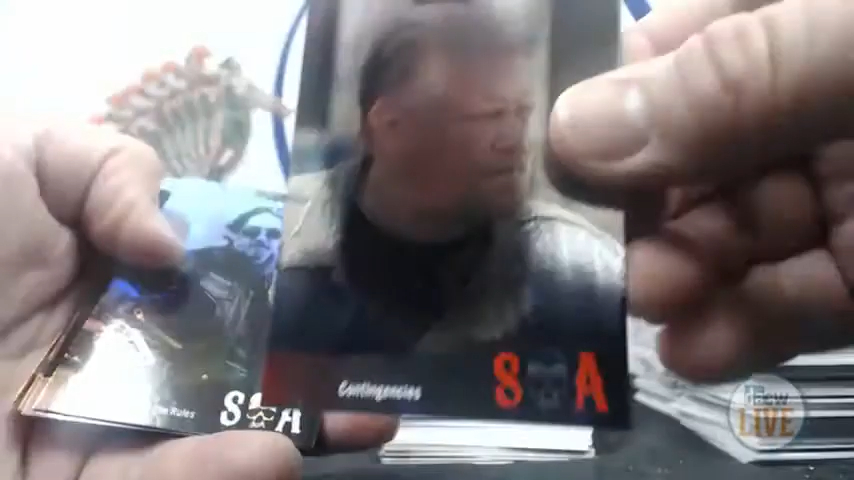 Contingencies
S A
Rules
S A
LIVE